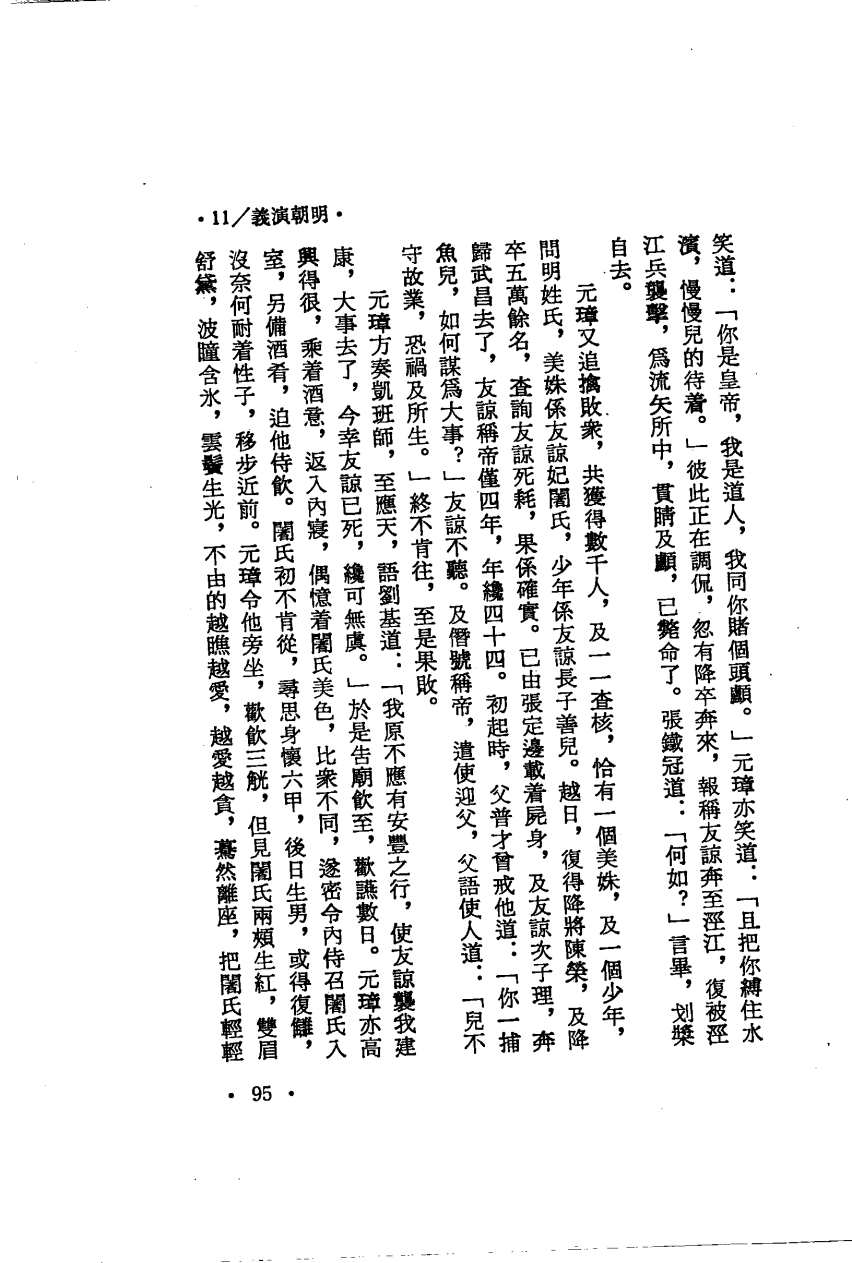 ·11／義演朝明·
笑道：「你是皇帝，我是道人，我同你賭個頭顱。」元璋亦笑道：「且把你縛住水
濱，慢慢兒的待着。」彼此正在調侃，忽有降卒奔來，報稱友諒奔至涇江，復被涇
江兵襲擊，爲流矢所中，貫睛及顱，已斃命了。張鐵冠道：「何如？」言畢，划槳
自去。
元璋又追擒敗衆，共獲得數千人，及一一查核，恰有一個美姝，及一個少年，
問明姓氏，美姝係友諒妃闍氏，少年係友諒長子善兒。越日，復得降將陳榮，及降
卒五萬餘名，查詢友諒死耗，果係確實。已由張定邊載着屍身，及友諒次子理，奔
歸武昌去了，友諒稱帝僅四年，年纔四十四。初起時，父普才曾戒他道：「你一捕
魚兒，如何謀爲大事？」友諒不聽。及僭號稱帝，遣使迎父，父語使人道：「兒不
守故業，恐禍及所生。」終不肯往，至是果敗。
元璋方奏凱班師，至應天，語劉基道：「我原不應有安豐之行，使友諒襲我建
康，大事去了，今幸友諒已死，纔可無虞。」於是告廟飲至，歡讌數日。元璋亦高
興得很，乘着酒意，返入內寢，偶憶着闍氏美色，比衆不同，遂密令內侍召闍氏入
室，另備酒肴，迫他侍飲。闍氏初不肯從，尋思身懷六甲，後日生男，或得復讎，
沒奈何耐着性子，移步近前。元璋令他旁坐，歡飲三觥，但見闍氏兩頰生紅，雙眉
舒黛，波瞳含水，雲鬟生光，不由的越瞧越愛，越愛越貪，驀然離座，把闍氏輕輕
·95·